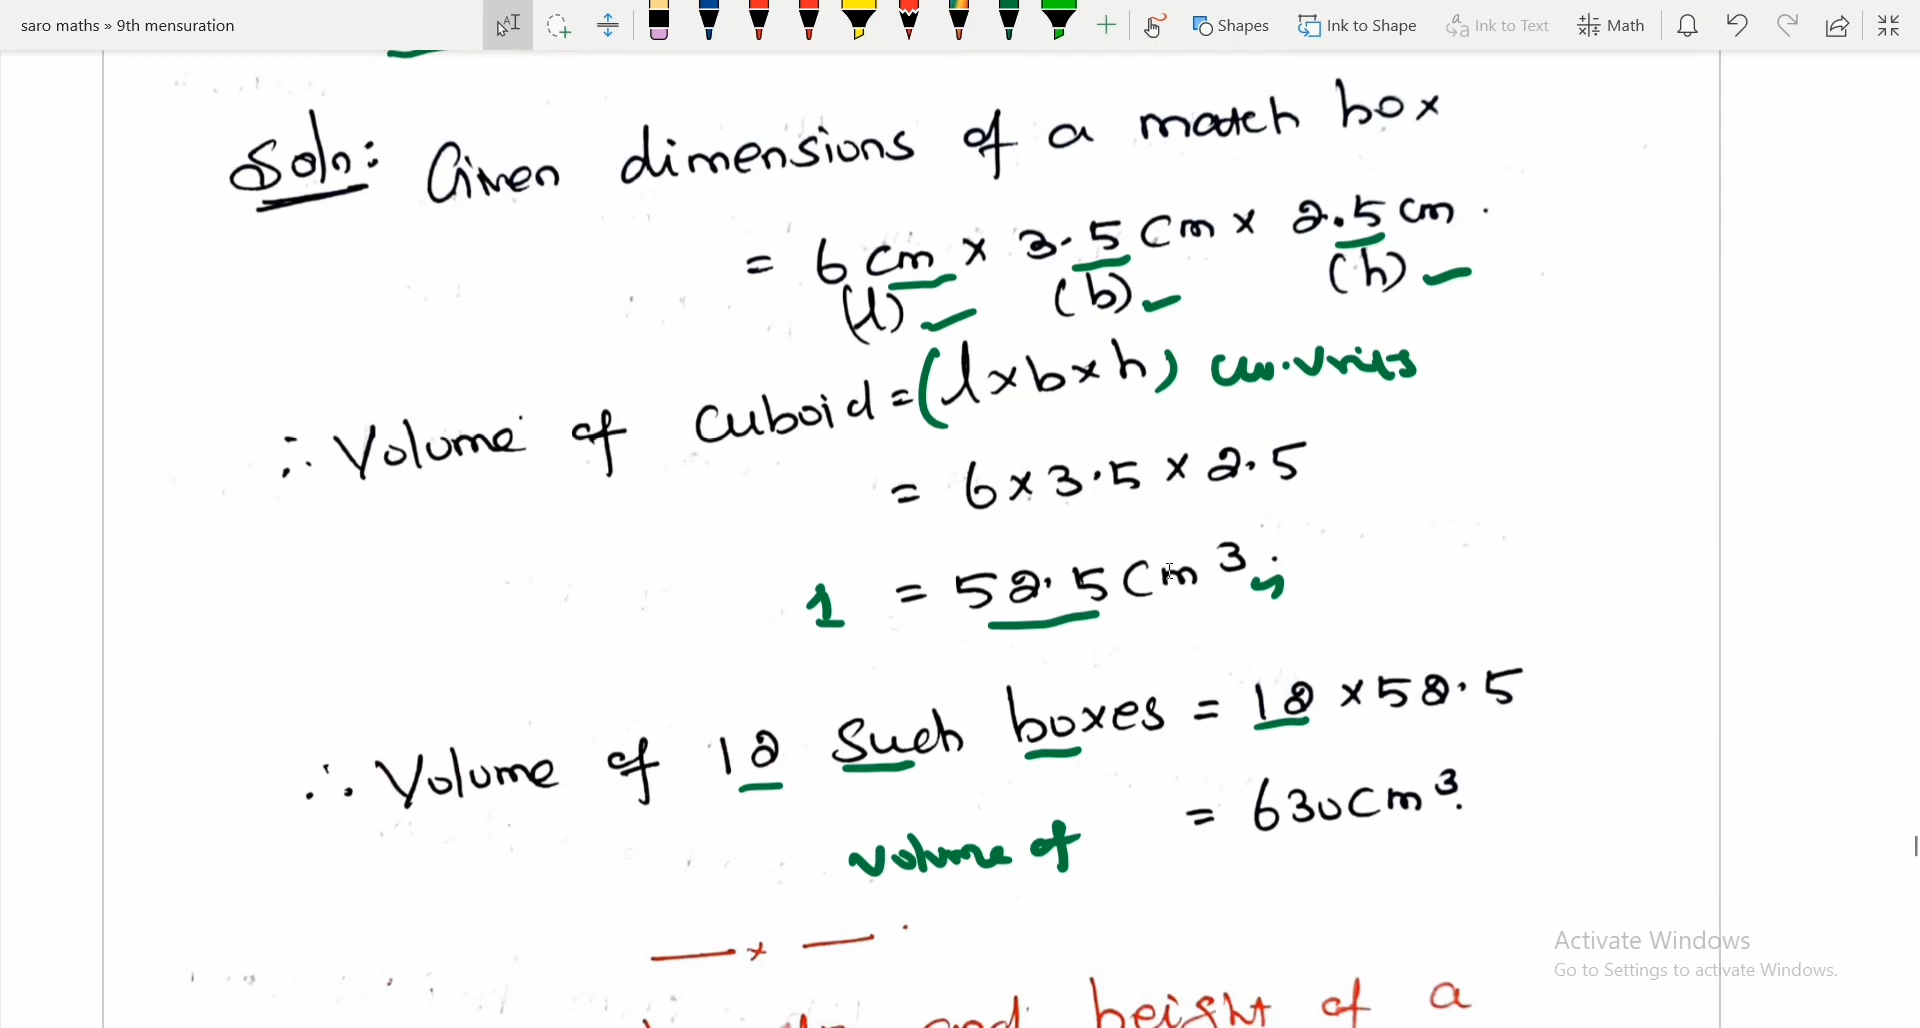 saro maths » 9th mensuration
Shapes Ink to Shape Ink to Text Math
Soln: Given dimensions of a match box
= 6 cm × 3.5 cm × 2.5 cm.
(l) (b) (h)
∴ Volume of cuboid = (l×b×h) cu.units
= 6×3.5×2.5
1 = 52.5 cm³
∴ Volume of 12 such boxes = 12×52.5
= 630 cm³.
volume of
— × —
and height of a
Activate Windows
Go to Settings to activate Windows.